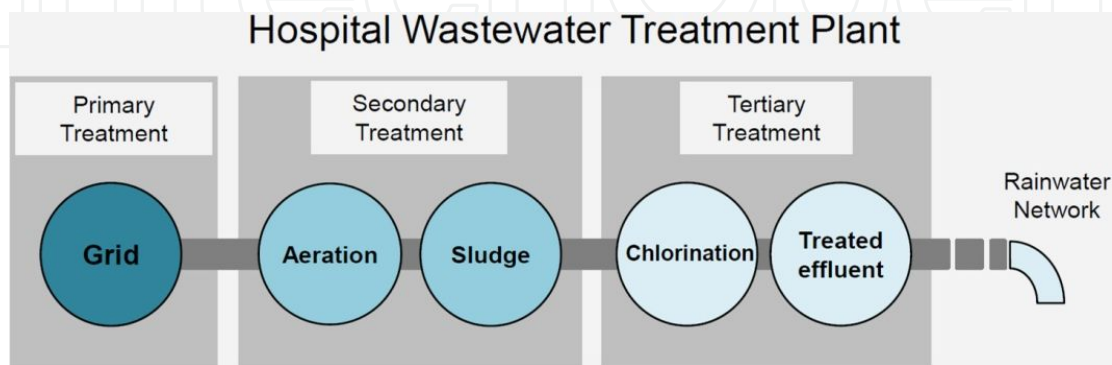 Hospital Wastewater Treatment Plant
Primary
Treatment
Secondary
Treatment
Tertiary
Treatment
Rainwater
Network
Grid
Aeration
Sludge
Chlorination
Treated
effluent